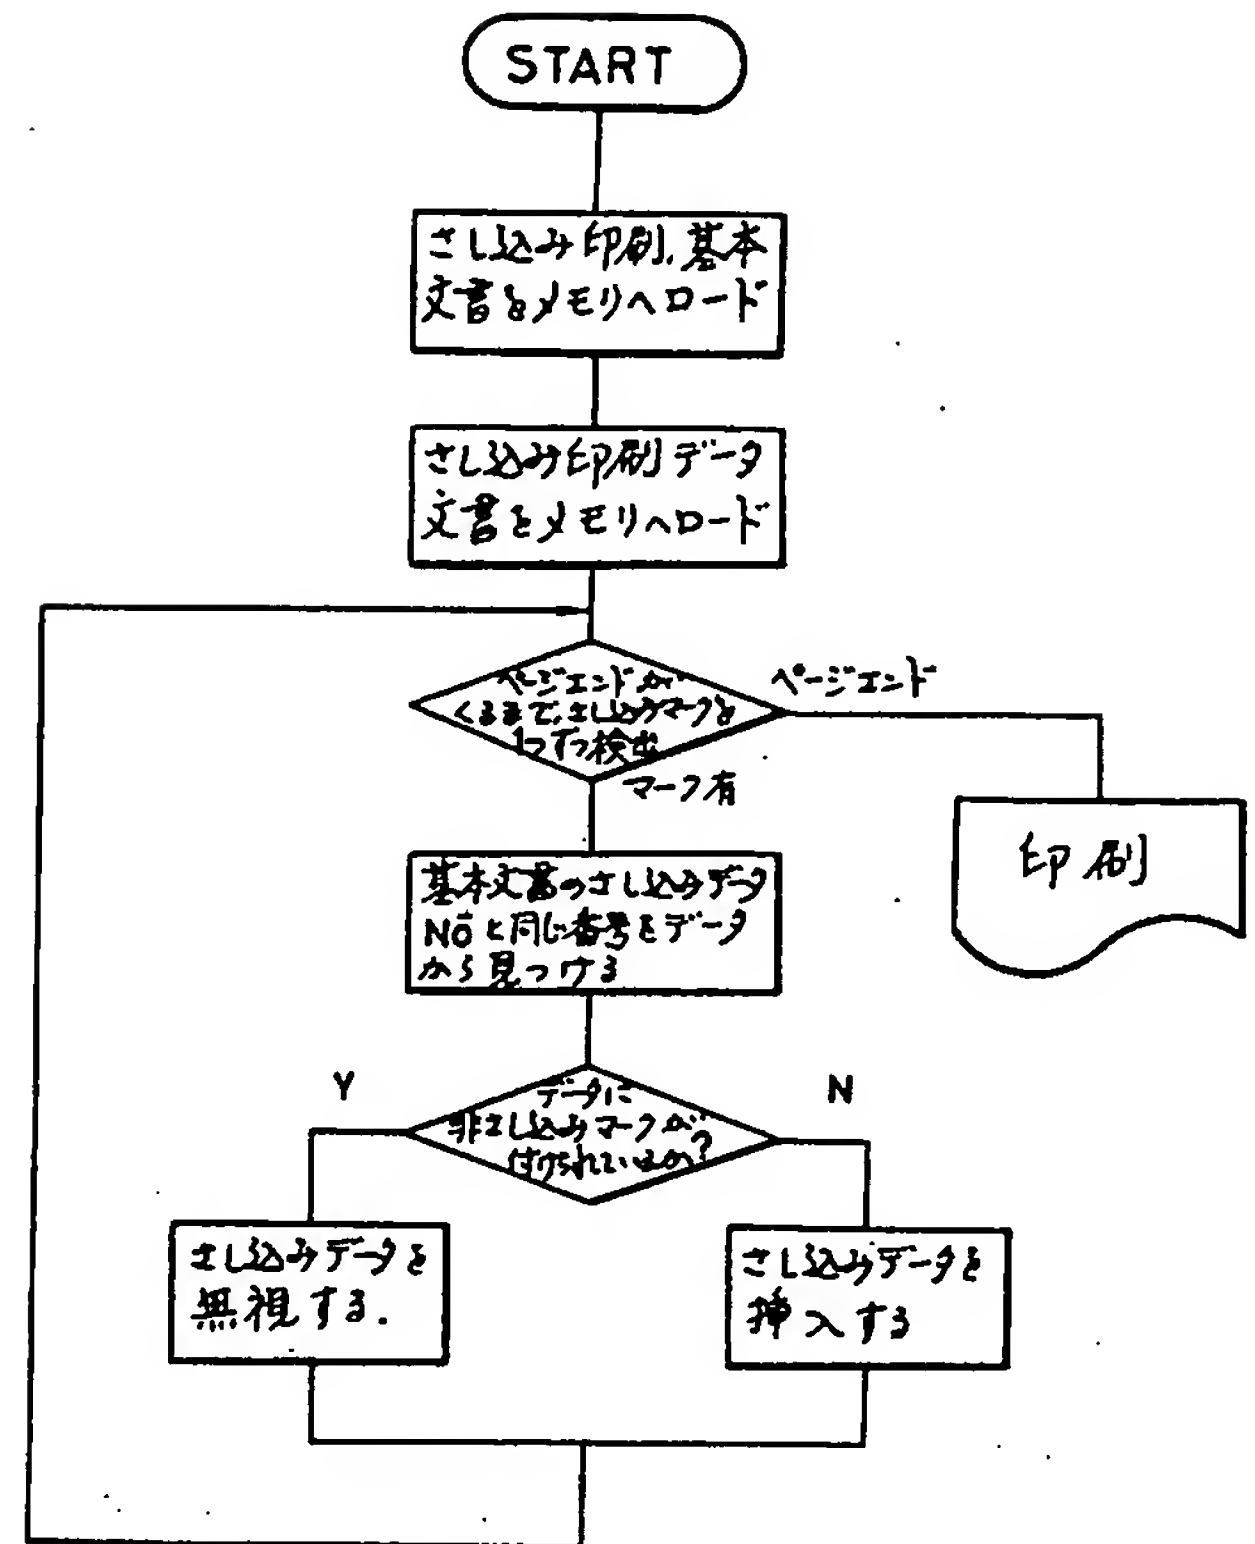 START
さし込み印刷、基本
文書をメモリへロード
さし込み印刷データ
文書をメモリへロード
ページエンドが
くるまで、さし込みマークを
1つずつ検出
ページエンド
マーク有
印刷
基本文書のさし込みデータ
Noと同じ番号をデータ
から見つける
Y
データに
非さし込みマークが
付けられているか?
N
さし込みデータを
無視する.
さし込みデータを
挿入する